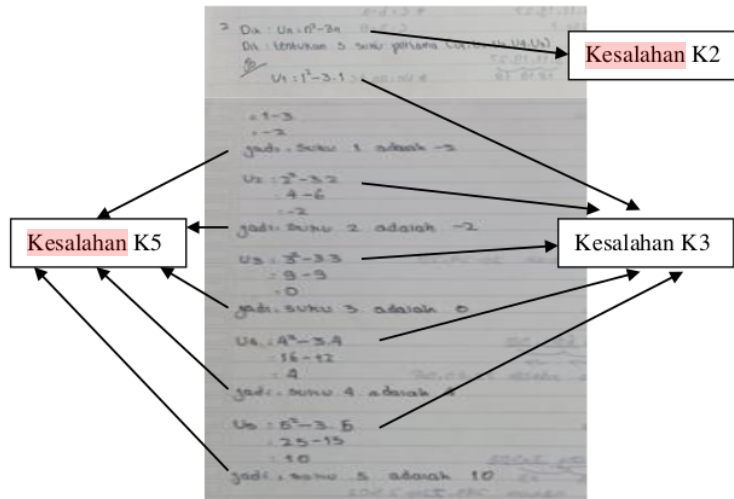 2 Dik : Un = n²-3n
Dit : tentukan 5 suku pertama
Kesalahan K2
U1 : 1²-3.1
= 1-3
= -2
jadi. suku 1 adalah -2
U2 : 2²-3.2
= 4-6
= -2
Kesalahan K5
jadi. suku 2 adalah -2
Kesalahan K3
U3 : 3²-3.3
= 9-9
= 0
jadi. suku 3 adalah 0
U4 : 4²-3.4
= 16-12
= 4
jadi. suku 4 adalah 4
U5 : 5²-3.5
= 25-15
= 10
jadi. suku 5 adalah 10